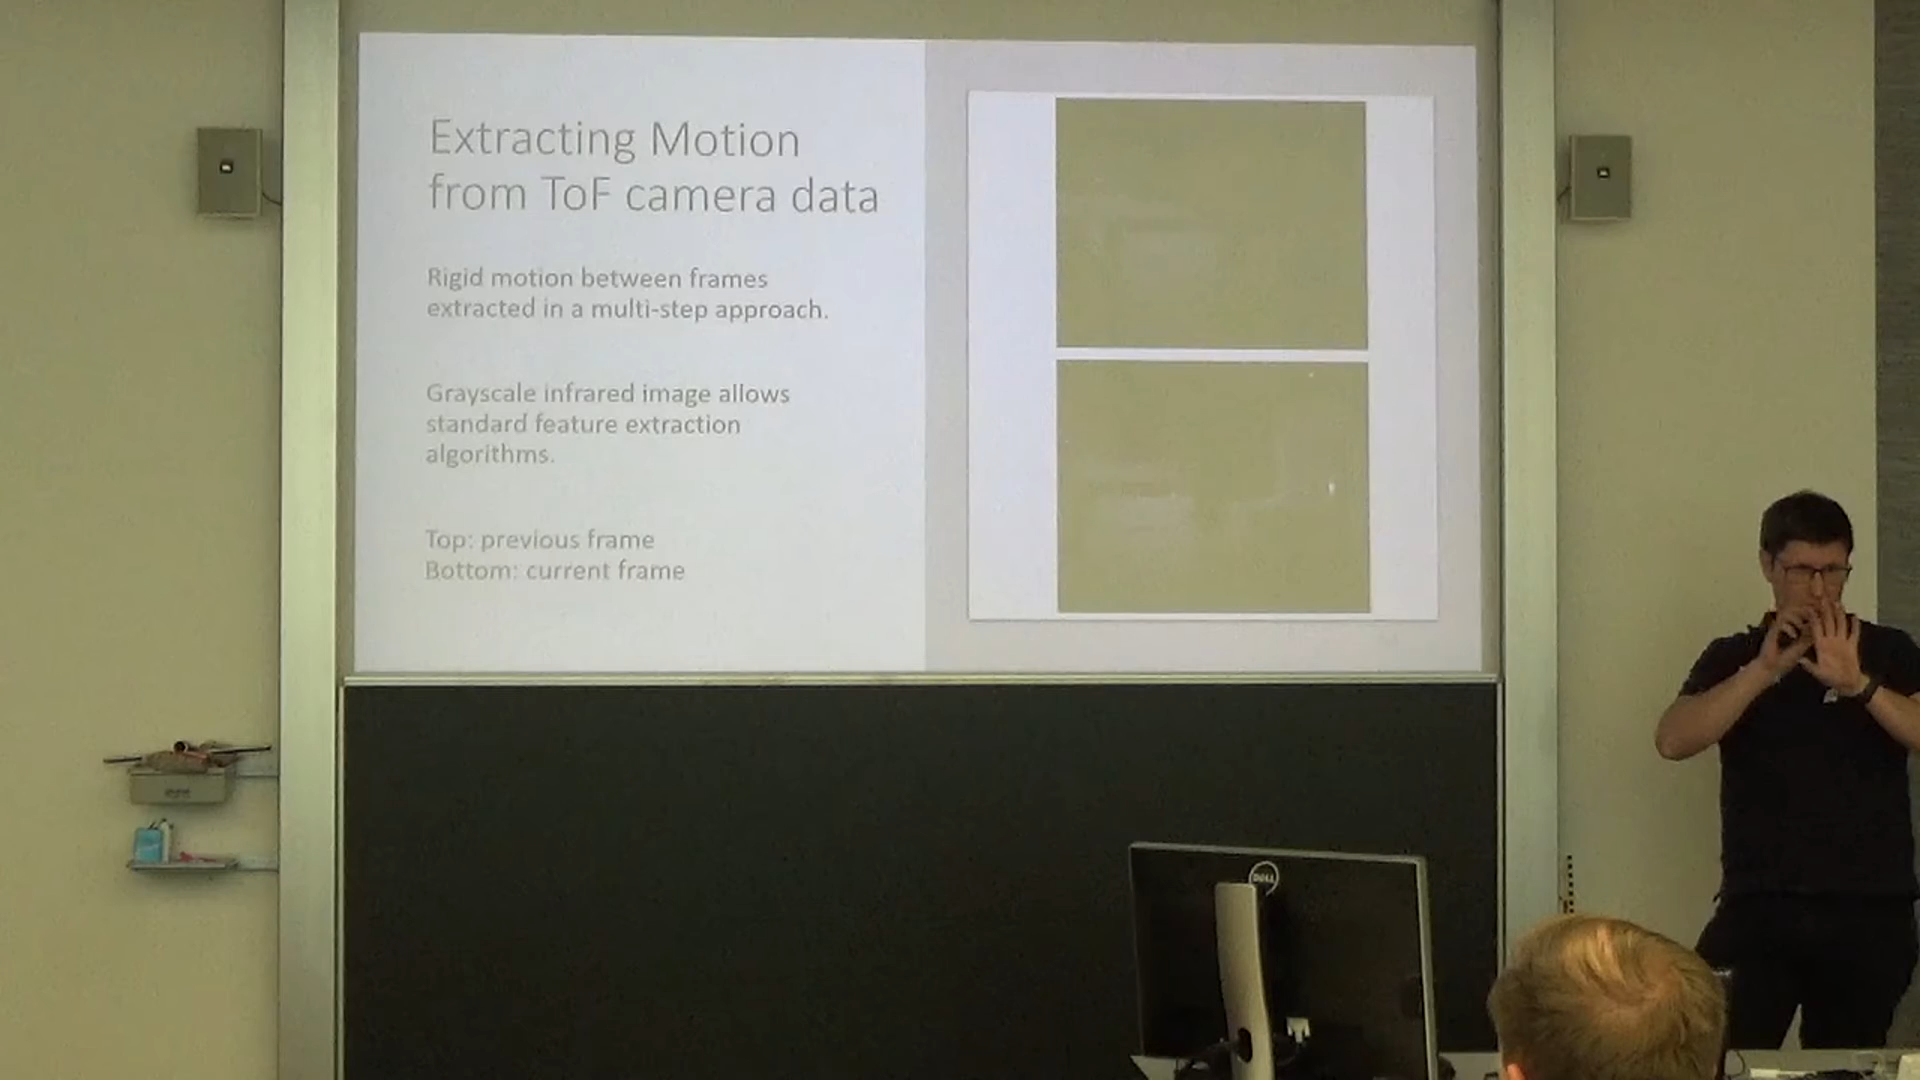 Extracting Motion
from ToF camera data
Rigid motion between frames
extracted in a multi-step approach.
Grayscale infrared image allows
standard feature extraction
algorithms.
Top: previous frame
Bottom: current frame
DELL